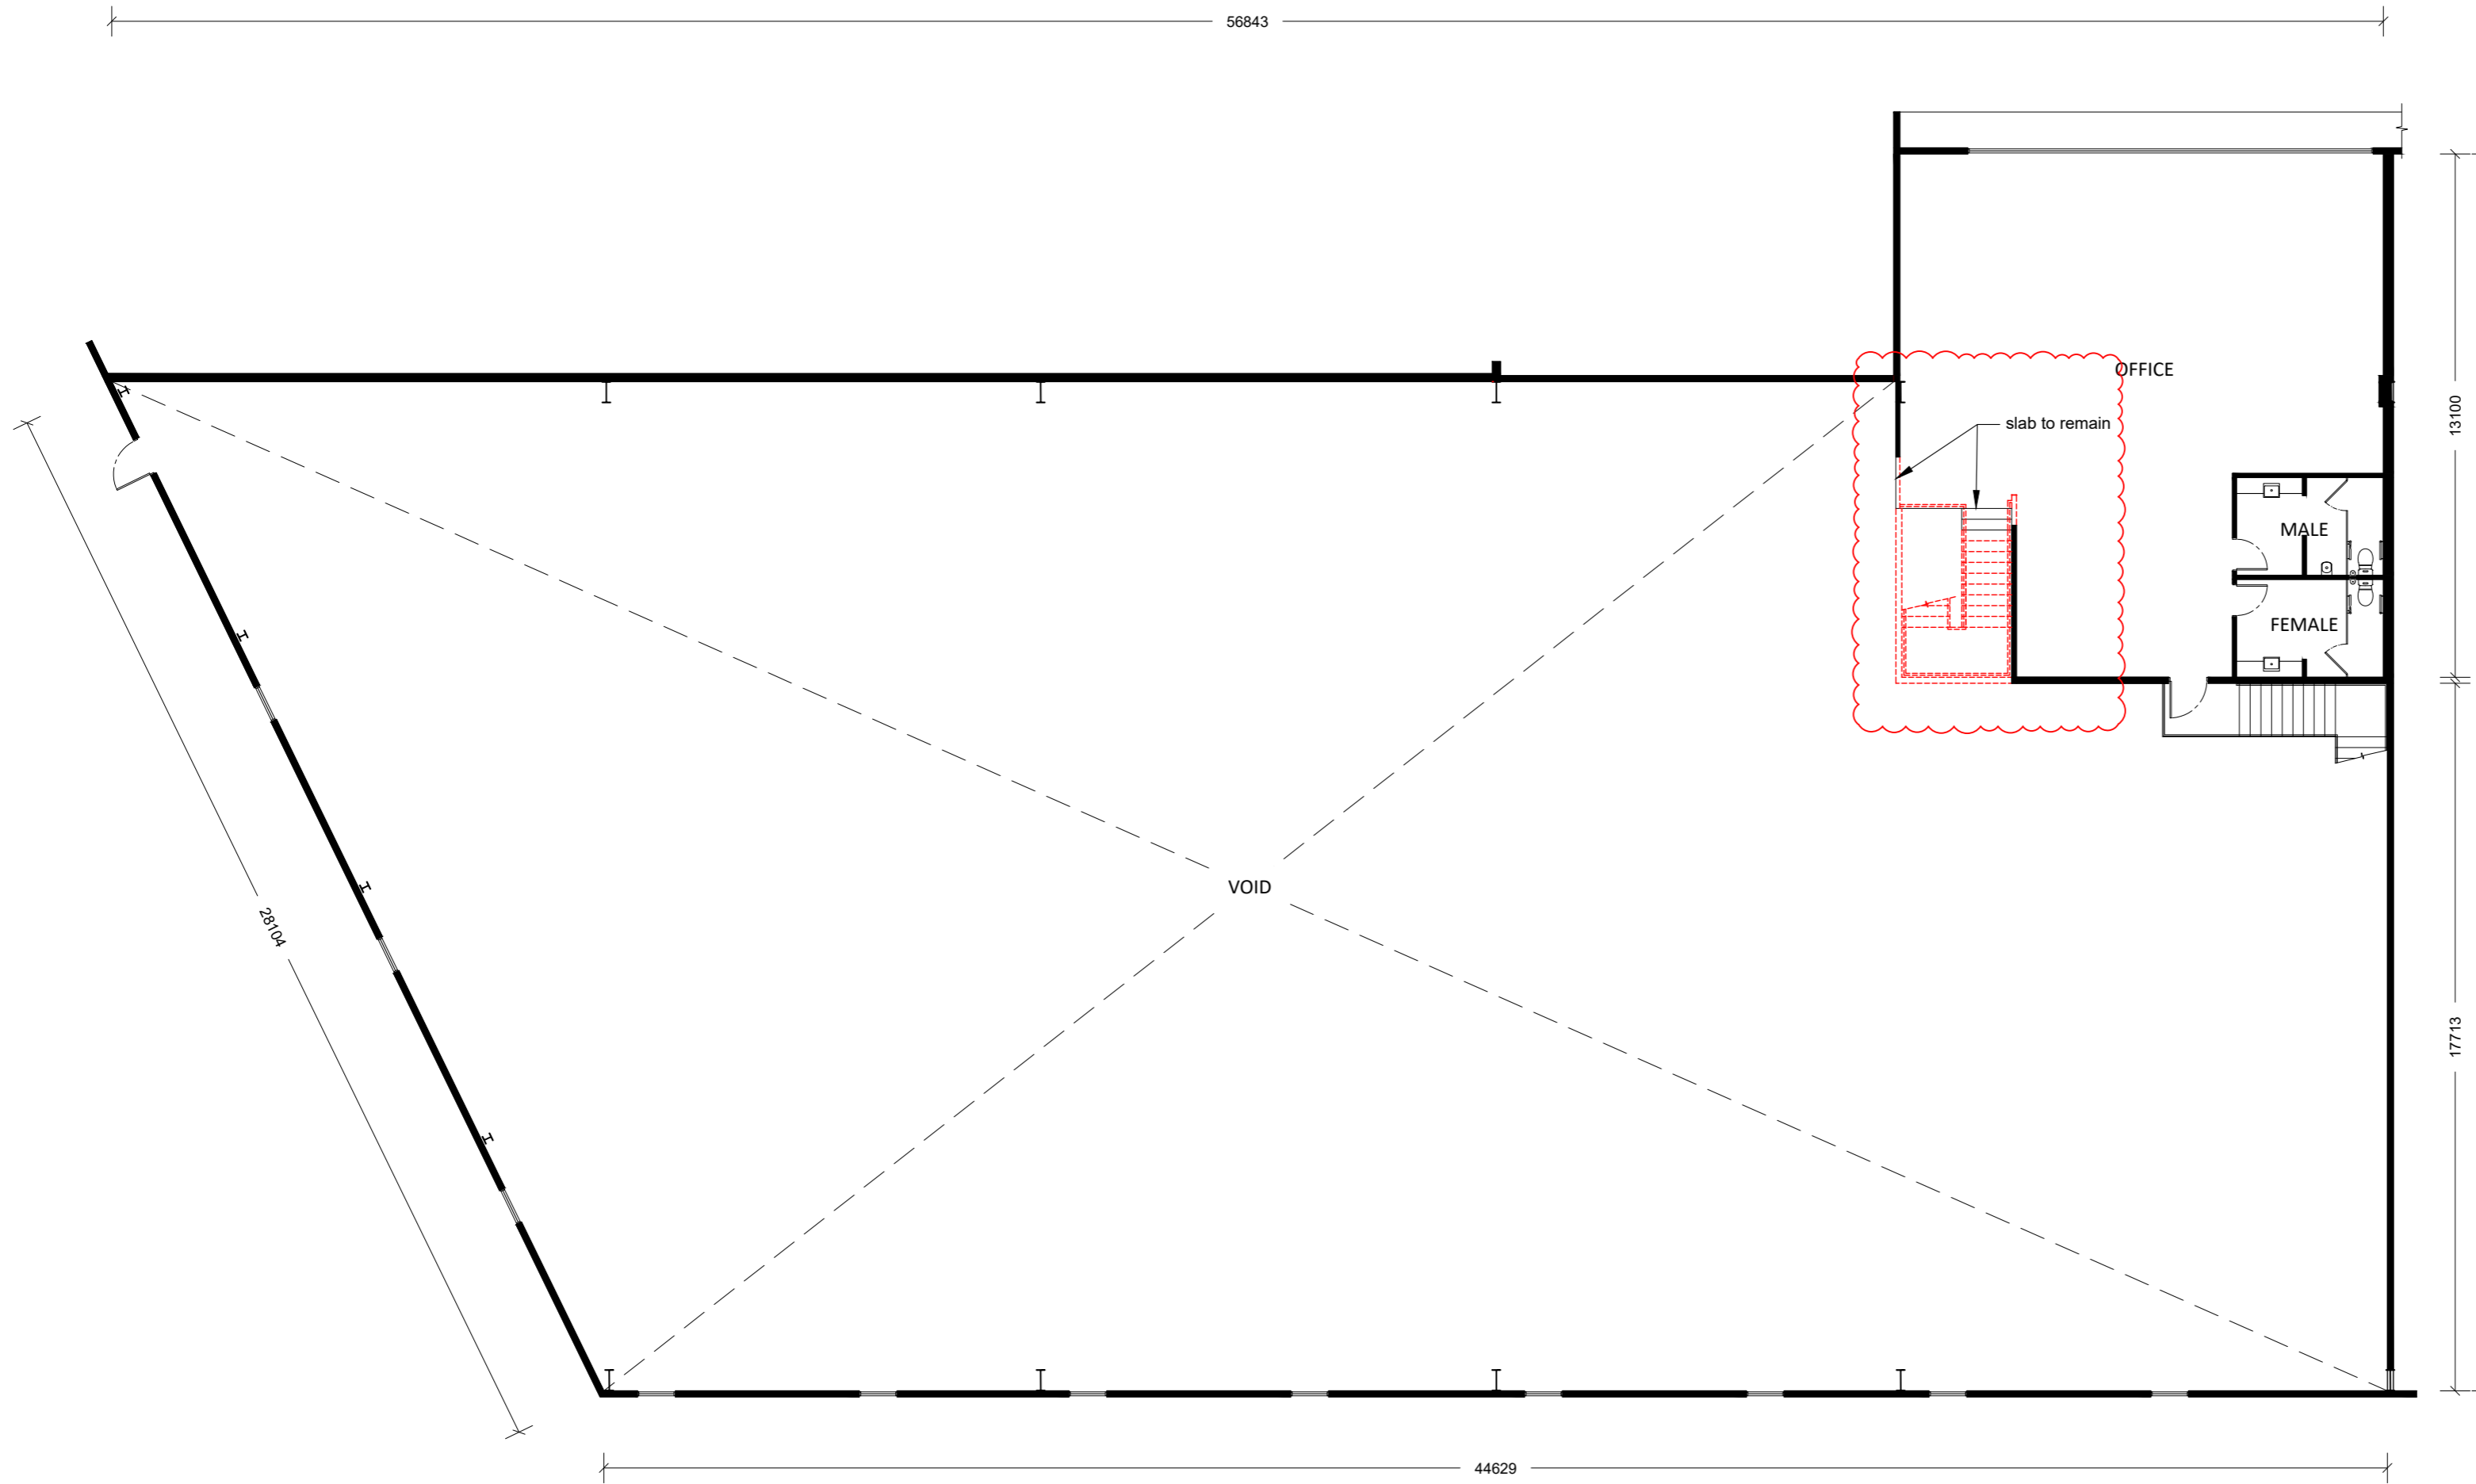 56843
OFFICE
slab to remain
13100
MALE
FEMALE
VOID
28104
17713
44629